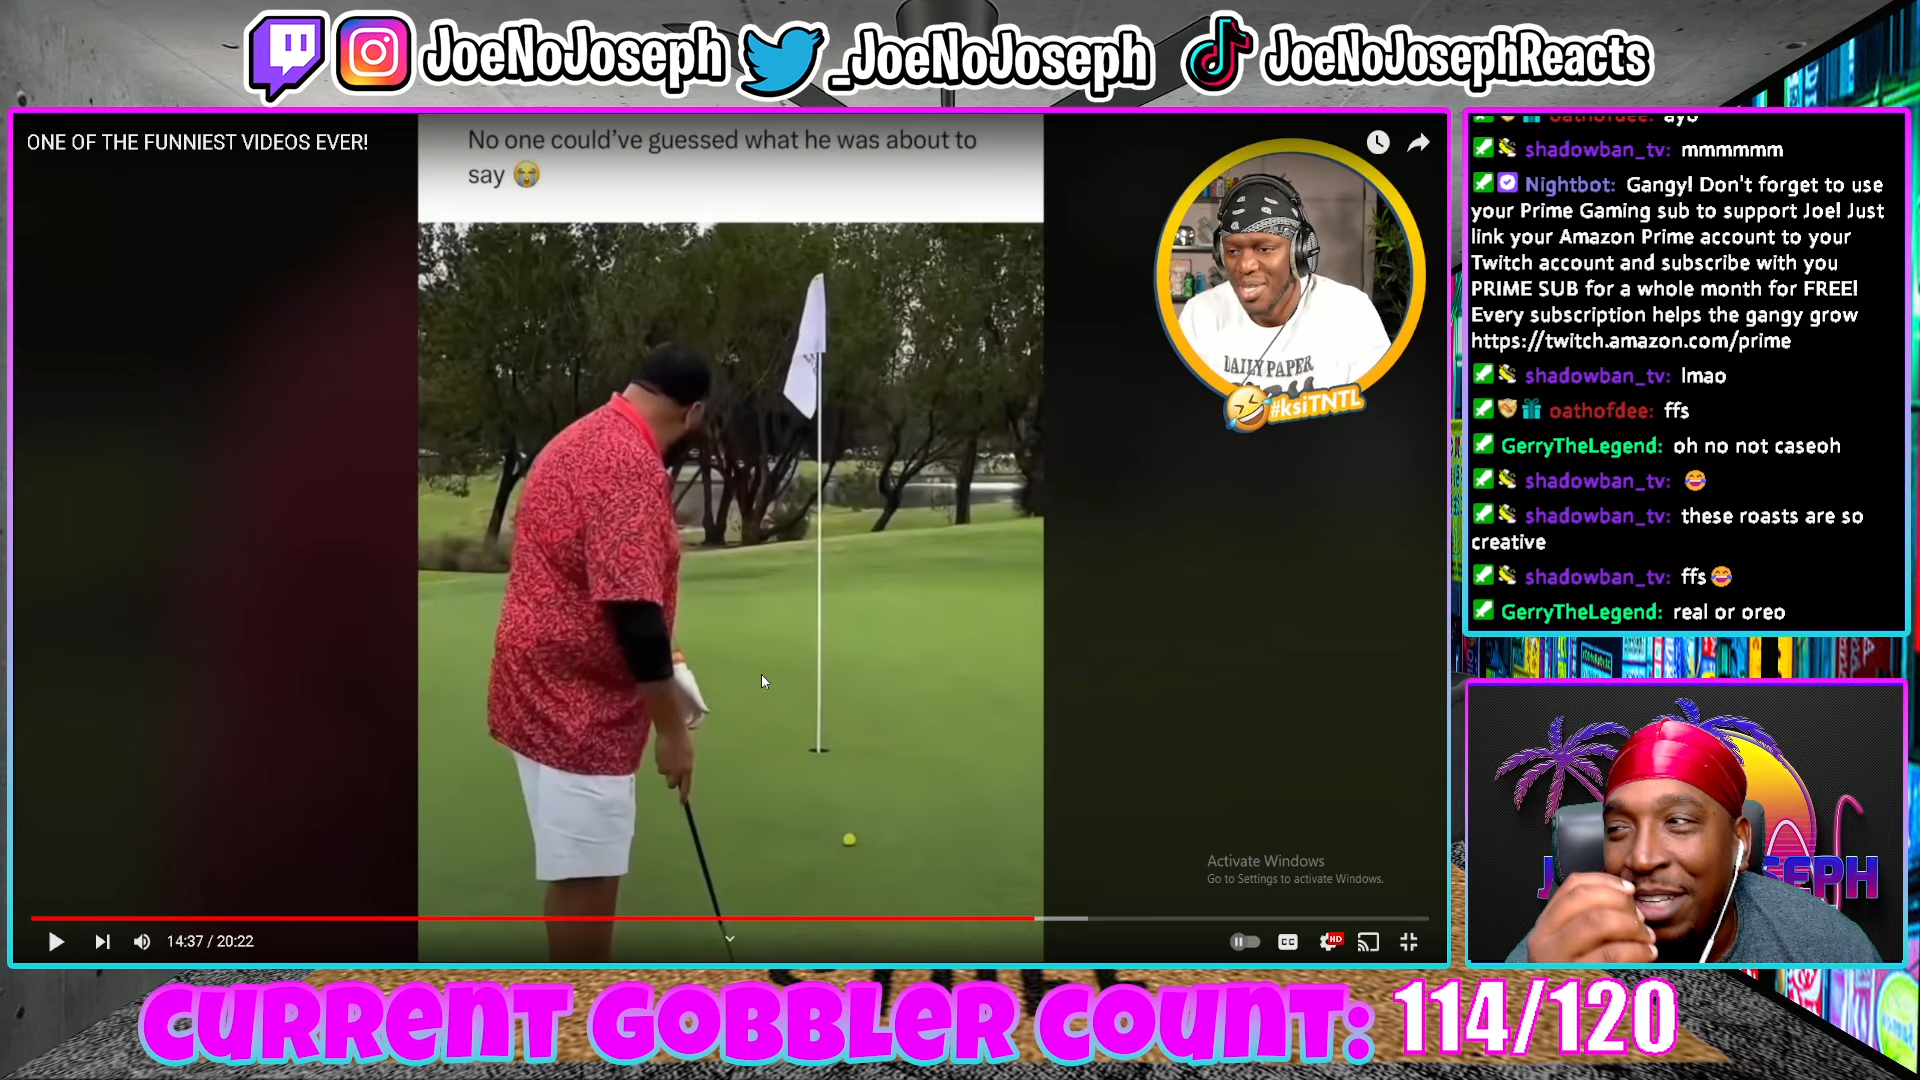 JoeNoJoseph _JoeNoJoseph JoeNoJosephReacts
ONE OF THE FUNNIEST VIDEOS EVER!
No one could've guessed what he was about to
say 😭
DAILY PAPER
#ksiTNTL
Activate Windows
Go to Settings to activate Windows.
14:37 / 20:22
CC
HD
oathofdee: ayo
shadowban_tv: mmmmmm
Nightbot: Gangy! Don't forget to use
your Prime Gaming sub to support Joe! Just
link your Amazon Prime account to your
Twitch account and subscribe with you
PRIME SUB for a whole month for FREE!
Every subscription helps the gangy grow
https://twitch.amazon.com/prime
shadowban_tv: lmao
oathofdee: ffs
GerryTheLegend: oh no not caseoh
shadowban_tv: 😂
shadowban_tv: these roasts are so
creative
shadowban_tv: ffs 😂
GerryTheLegend: real or oreo
CURRENT GOBBLER COUNT: 114/120